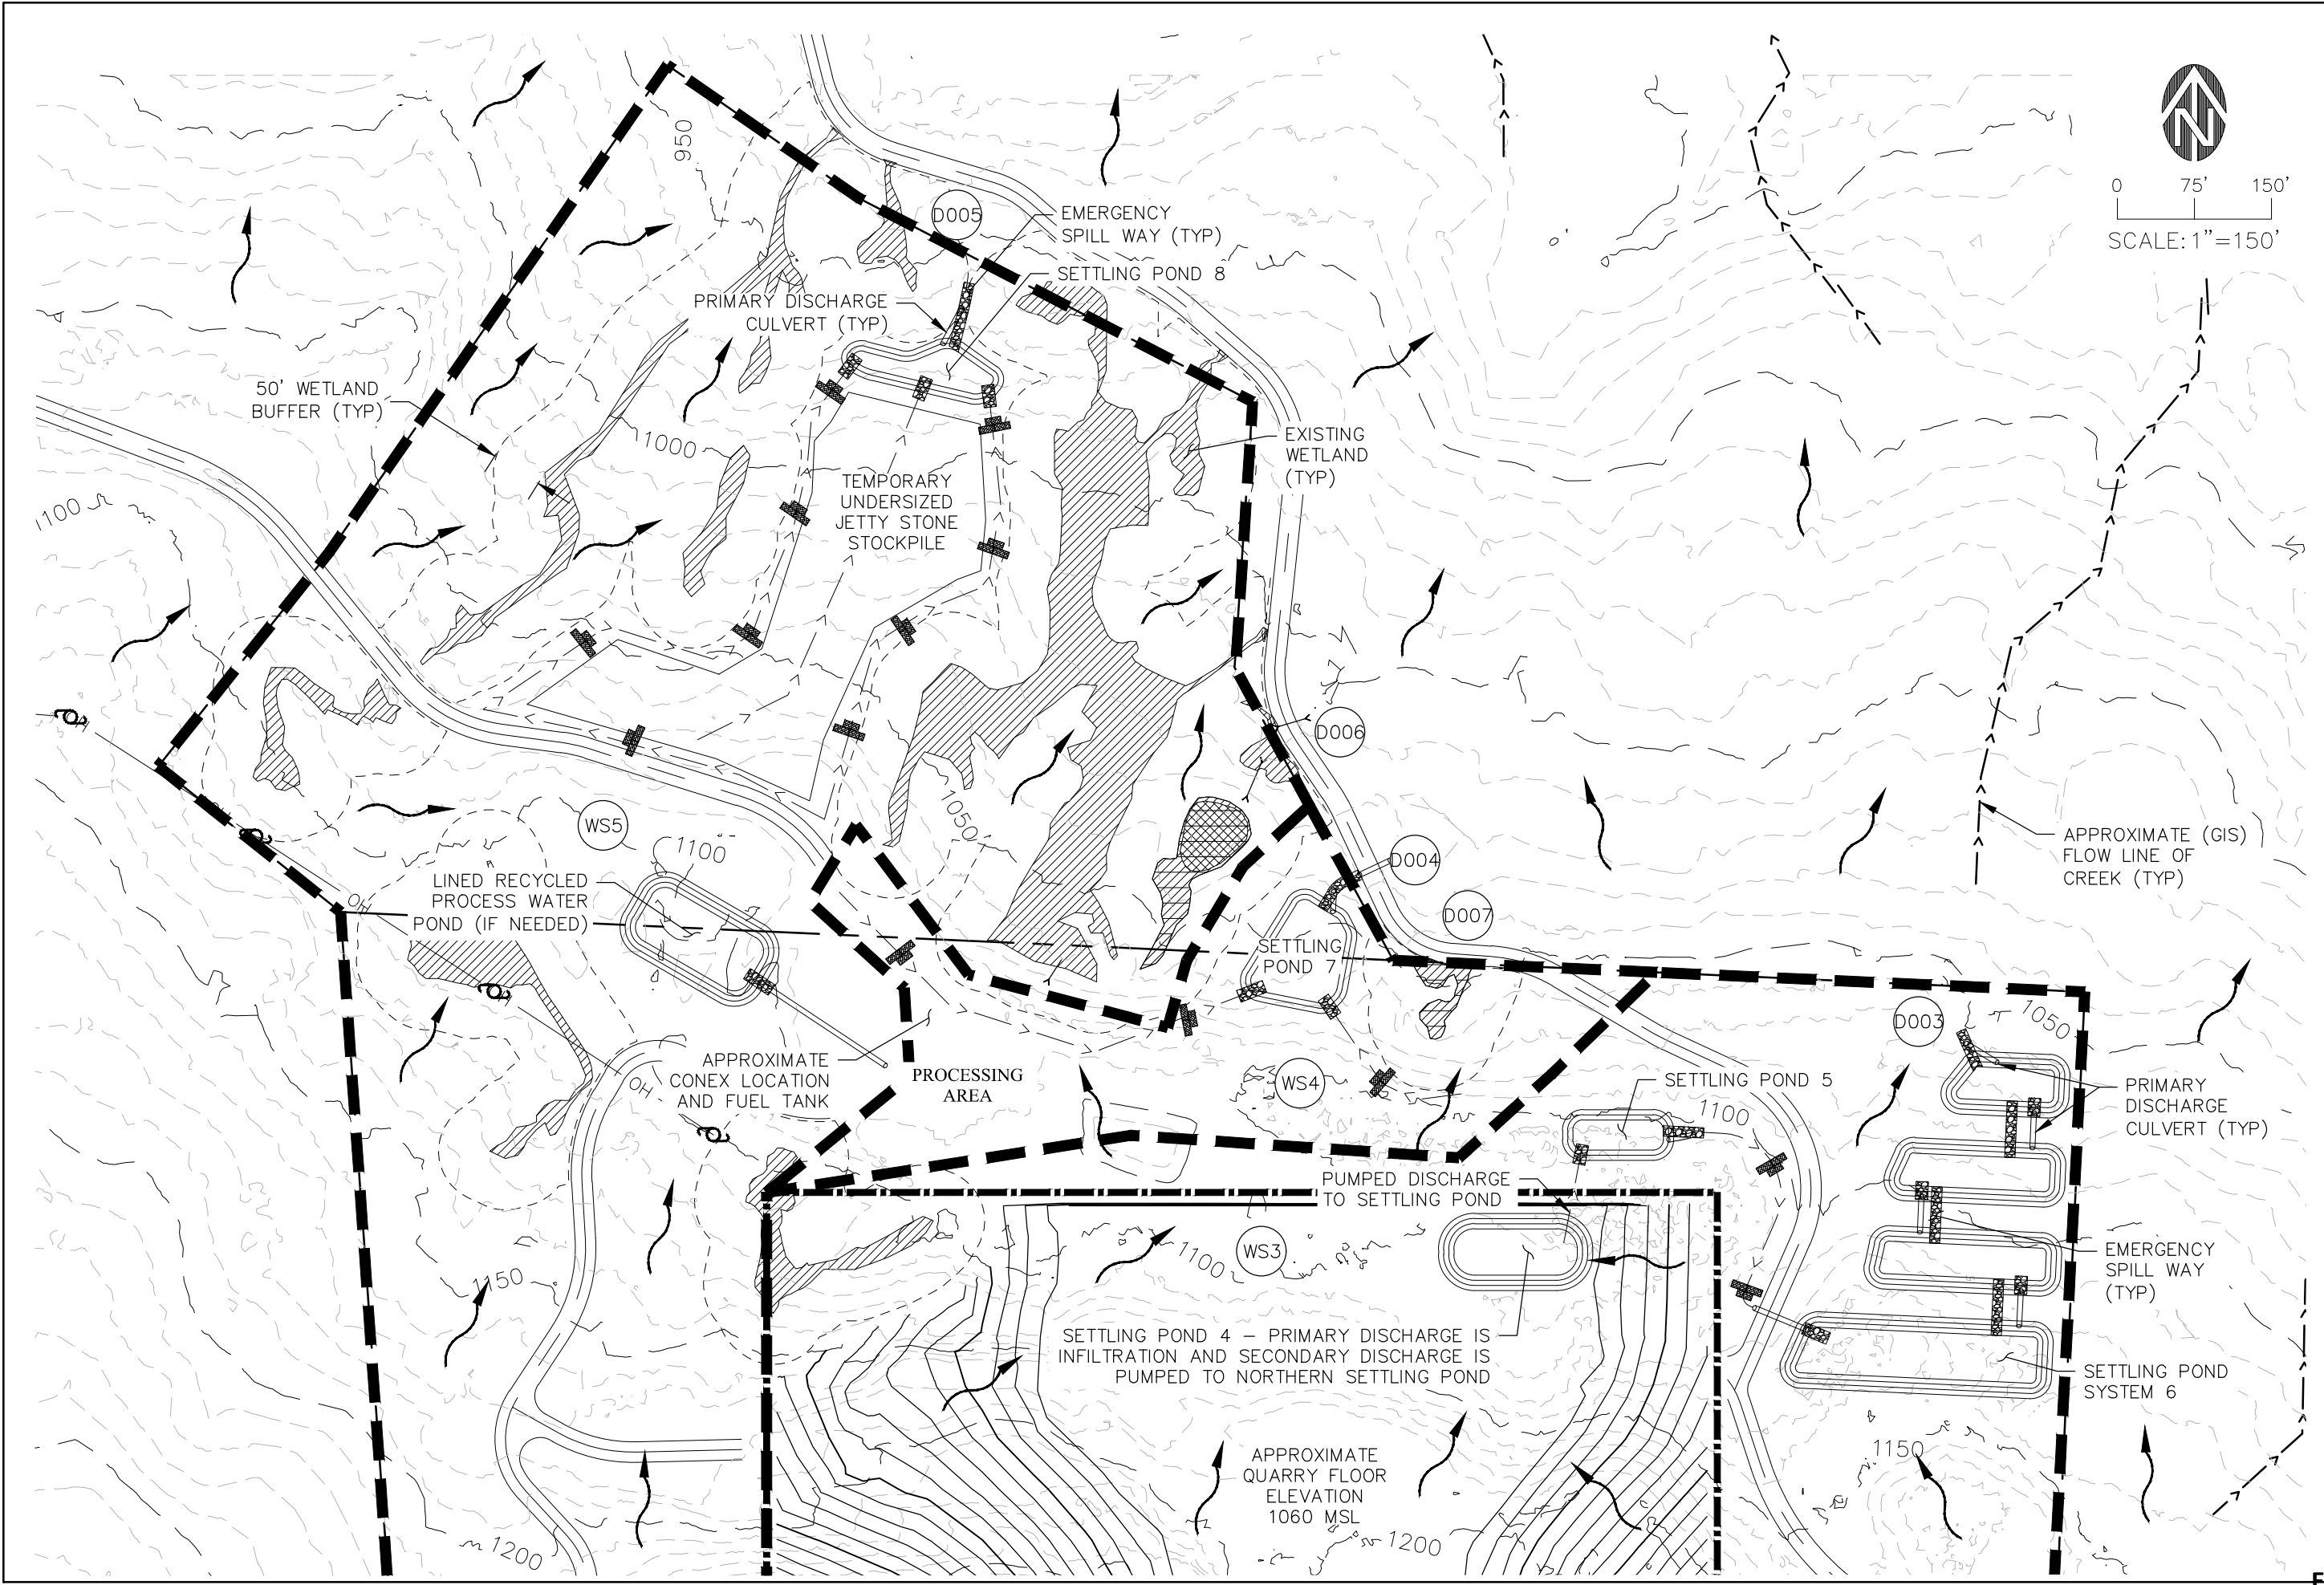 N
0 75' 150'
SCALE: 1"=150'
950
D005
EMERGENCY
SPILL WAY (TYP)
SETTLING POND 8
PRIMARY DISCHARGE
CULVERT (TYP)
50' WETLAND
BUFFER (TYP)
1000
EXISTING
WETLAND
(TYP)
TEMPORARY
UNDERSIZED
JETTY STONE
STOCKPILE
1100
D006
WS5
1100
1050
D004
APPROXIMATE (GIS)
FLOW LINE OF
CREEK (TYP)
LINED RECYCLED
PROCESS WATER
POND (IF NEEDED)
OH
D007
SETTLING
POND 7
D003
1050
APPROXIMATE
CONEX LOCATION
AND FUEL TANK
OH
PROCESSING
AREA
WS4
SETTLING POND 5
1100
PRIMARY
DISCHARGE
CULVERT (TYP)
PUMPED DISCHARGE
TO SETTLING POND
WS3
1100
1150
EMERGENCY
SPILL WAY
(TYP)
SETTLING POND 4 – PRIMARY DISCHARGE IS
INFILTRATION AND SECONDARY DISCHARGE IS
PUMPED TO NORTHERN SETTLING POND
SETTLING POND
SYSTEM 6
APPROXIMATE
QUARRY FLOOR
ELEVATION
1060 MSL
1150
1200
1200